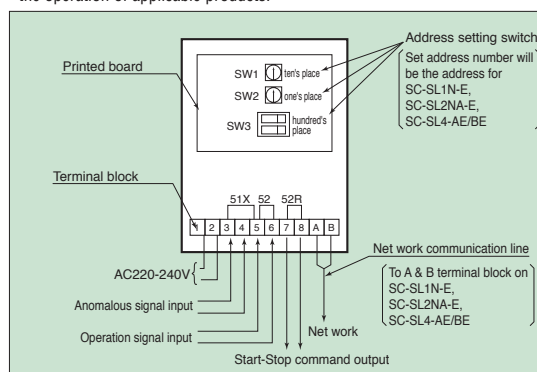 the operation of applicable products.
Address setting switch
Set address number will
be the address for
SC-SL1N-E,
SC-SL2NA-E,
SC-SL4-AE/BE
Printed board
SW1 ten's place
SW2 one's place
SW3 hundred's
place
Terminal block
51X 52 52R
1 2 3 4 5 6 7 8 A B
Net work communication line
AC220-240V
To A & B terminal block on
SC-SL1N-E,
SC-SL2NA-E,
SC-SL4-AE/BE
Anomalous signal input
Operation signal input
Net work
Start-Stop command output